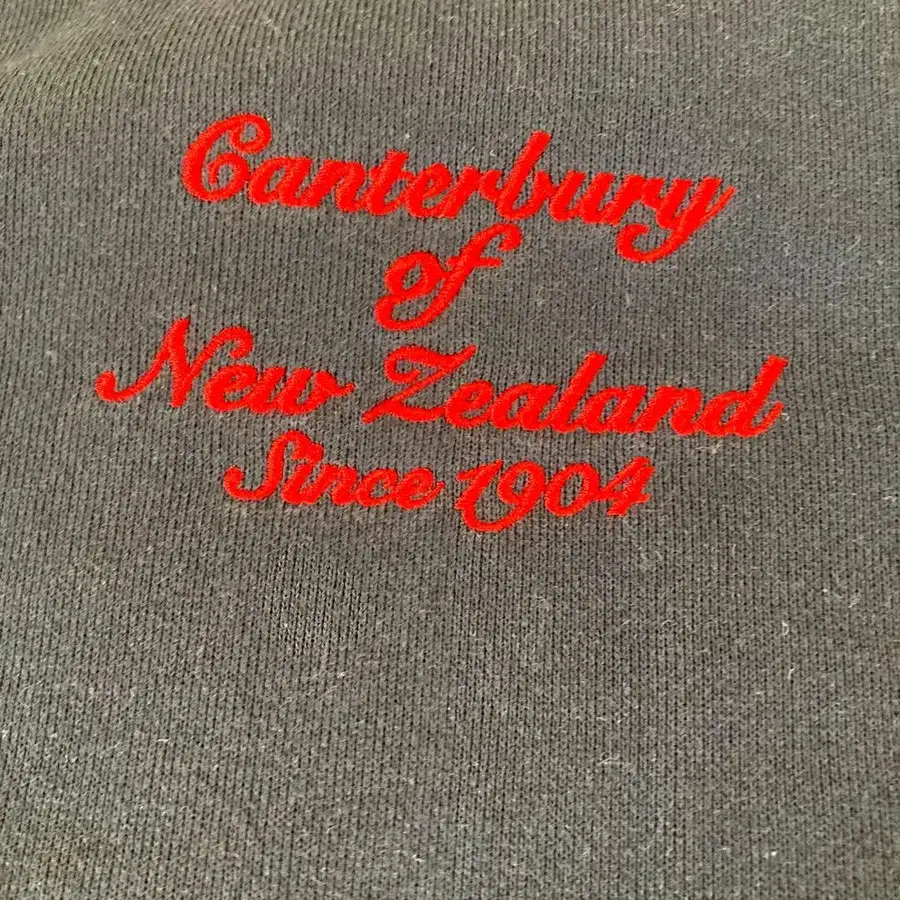 Canterbury
of
New Zealand
Since 1904